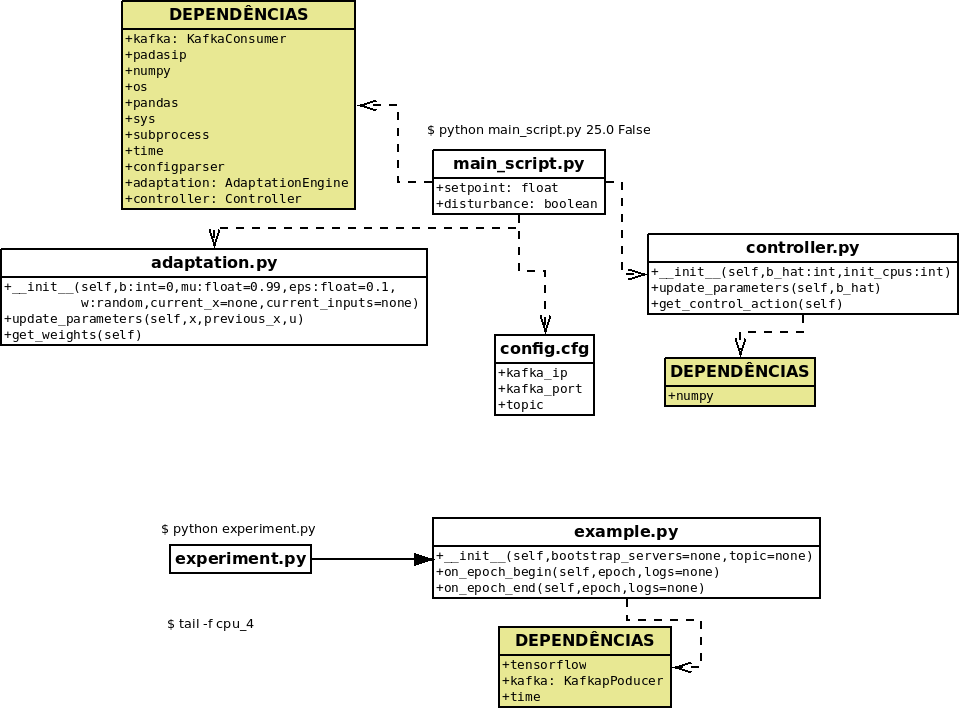 DEPENDÊNCIAS
+kafka: KafkaConsumer
+padasip
+numpy
+os
+pandas
+sys
+subprocess
+time
+configparser
+adaptation: AdaptationEngine
+controller: Controller
$ python main_script.py 25.0 False
main_script.py
+setpoint: float
+disturbance: boolean
adaptation.py
+__init__(self,b:int=0,mu:float=0.99,eps:float=0.1,
w:random,current_x=none,current_inputs=none)
+update_parameters(self,x,previous_x,u)
+get_weights(self)
controller.py
+__init__(self,b_hat:int,init_cpus:int)
+update_parameters(self,b_hat)
+get_control_action(self)
config.cfg
+kafka_ip
+kafka_port
+topic
DEPENDÊNCIAS
+numpy
$ python experiment.py
experiment.py
example.py
+__init__(self,bootstrap_servers=none,topic=none)
+on_epoch_begin(self,epoch,logs=none)
+on_epoch_end(self,epoch,logs=none)
$ tail -f cpu_4
DEPENDÊNCIAS
+tensorflow
+kafka: KafkapPoducer
+time